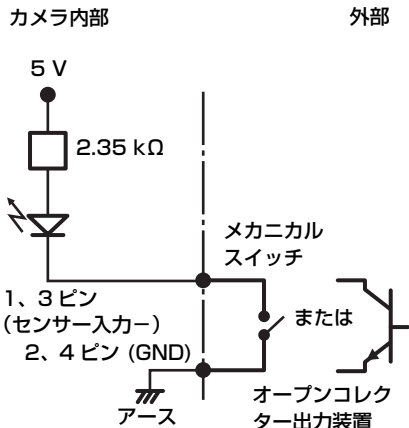 カメラ内部
外部
5 V
2.35 kΩ
メカニカル
スイッチ
1、3 ピン
(センサー入力−)
または
2、4 ピン (GND)
アース
オープンコレク
ター出力装置